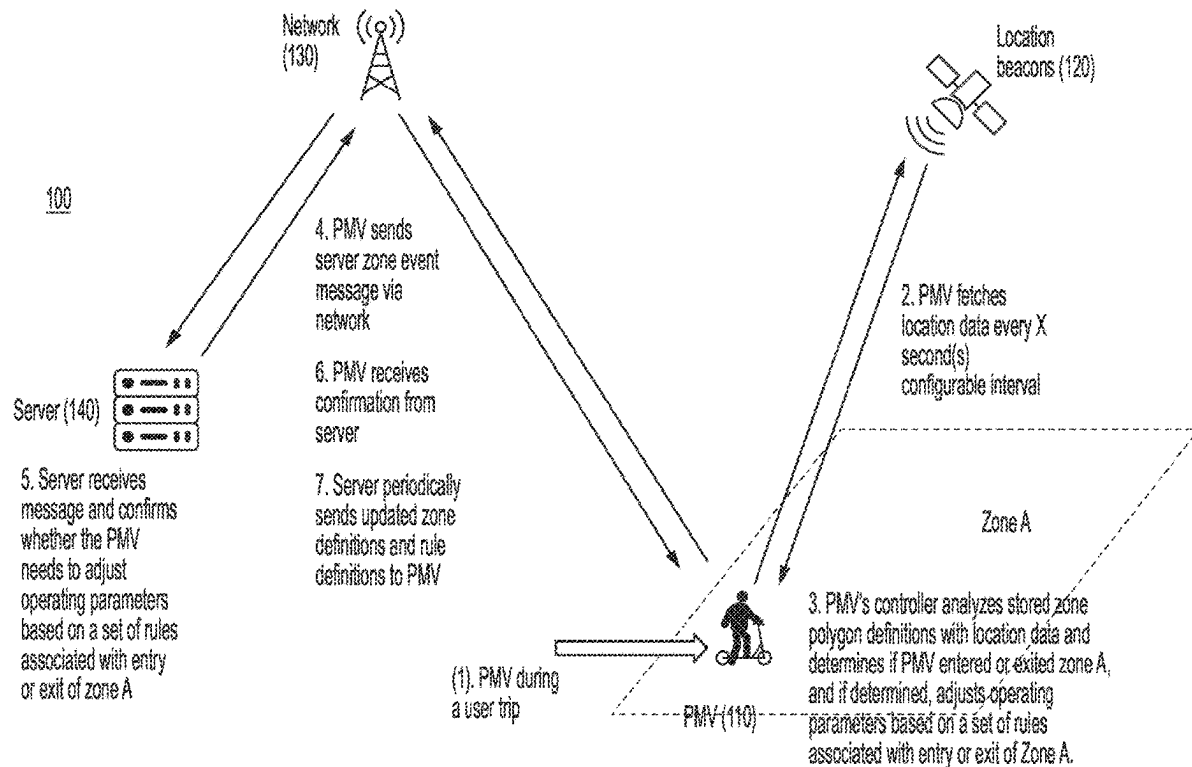 Network
(130)
Location
beacons (120)
100
4. PMV sends
server zone event
message via
network
2. PMV fetches
location data every X
second(s)
configurable interval
6. PMV receives
confirmation from
server
Server (140)
5. Server receives
message and confirms
whether the PMV
needs to adjust
operating parameters
based on a set of rules
associated with entry
or exit of zone A
7. Server periodically
sends updated zone
definitions and rule
definitions to PMV
Zone A
3. PMV's controller analyzes stored zone
polygon definitions with location data and
determines if PMV entered or exited zone A,
and if determined, adjusts operating
parameters based on a set of rules
associated with entry or exit of Zone A.
(1). PMV during
a user trip
PMV (110)